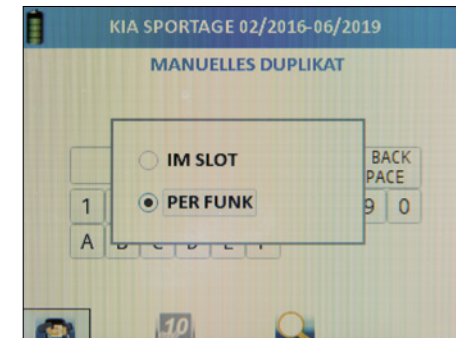 KIA SPORTAGE 02/2016-06/2019
MANUELLES DUPLIKAT
IM SLOT
PER FUNK
BACK
PACE
1
9 0
A
10